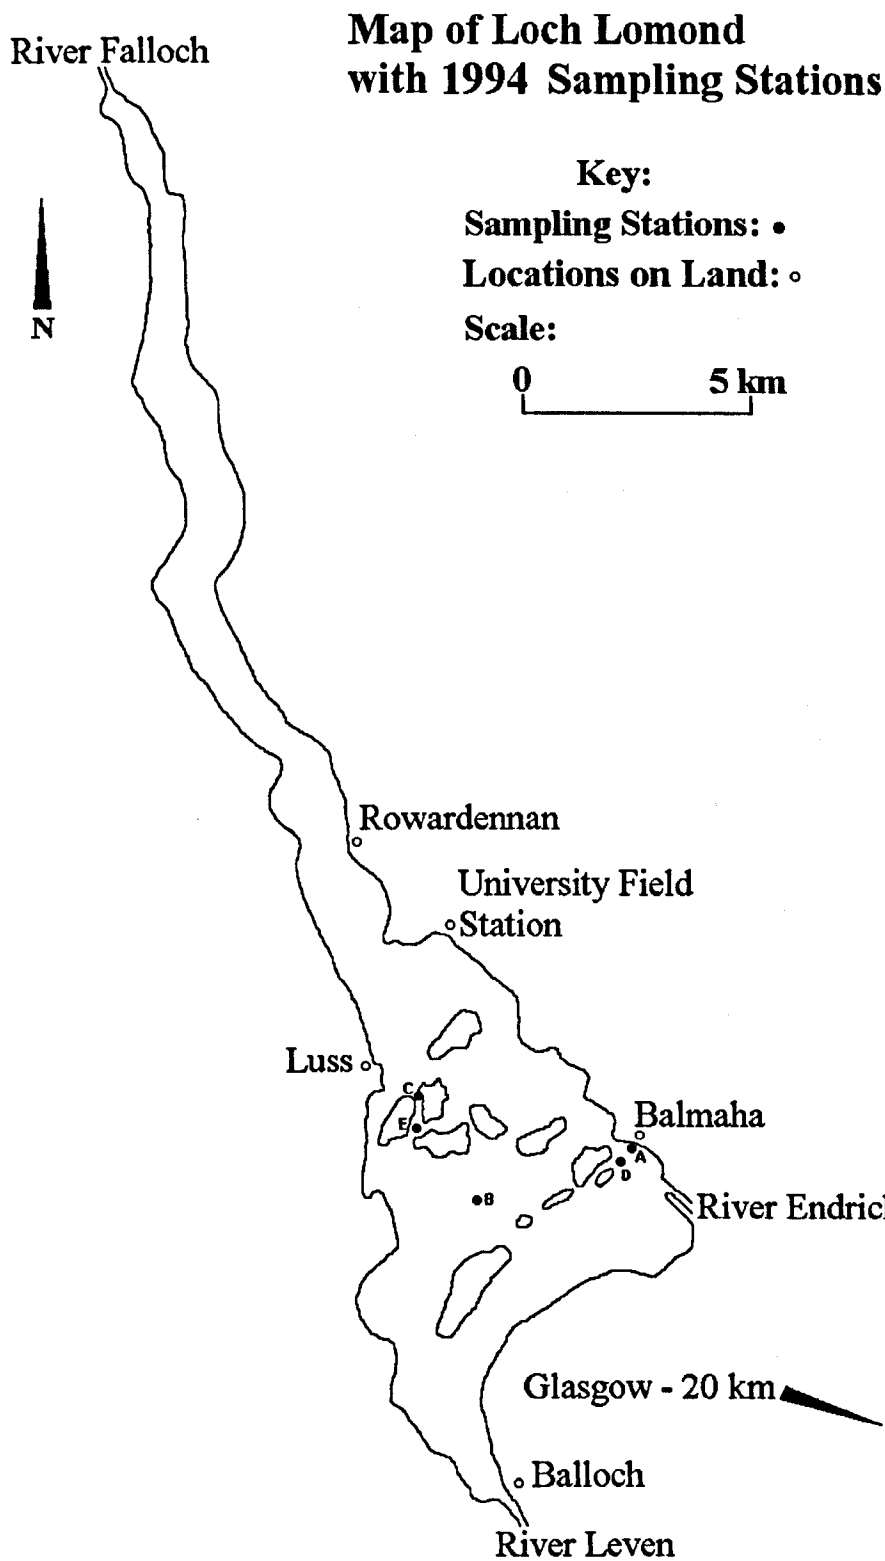 Map of Loch Lomond
with 1994 Sampling Stations
River Falloch
Key:
Sampling Stations:
Locations on Land:
Scale:
0 5 km
N
Rowardennan
University Field
Station
Luss
C
E
Balmaha
A
D
B
River Endrick
Glasgow - 20 km
Balloch
River Leven